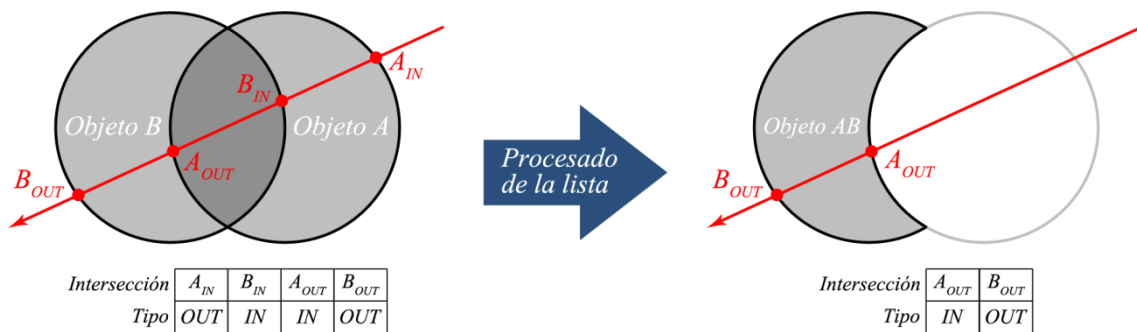 A_IN
B_IN
Objeto B
Objeto A
A_OUT
B_OUT
Intersección A_IN B_IN A_OUT B_OUT
Tipo OUT IN IN OUT
Procesado
de la lista
Objeto AB
A_OUT
B_OUT
Intersección A_OUT B_OUT
Tipo IN OUT